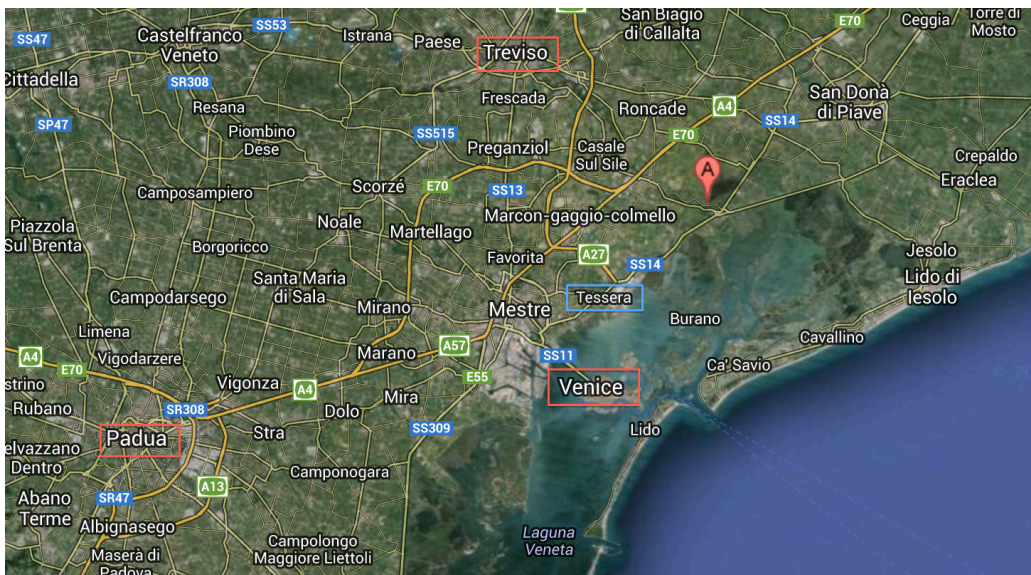 San Biagio
di Callalta
E70
Ceggia
Torre di
Mosto
SS47
SS53
Castelfranco
Veneto
Istrana
Paese
Treviso
Cittadella
SR308
San Donà
di Piave
Frescada
Roncade
A4
Resana
SS14
SP47
Piombino
Dese
SS515
E70
Preganziol
Casale
Sul Sile
Crepaldo
A
Camposampiero
Scorzé
E70
SS13
Eraclea
Marcon-gaggio-colmello
Piazzola
Sul Brenta
Noale
Martellago
Borgoricco
Favorita
A27
SS14
Jesolo
Santa Maria
di Sala
Lido di
Iesolo
Campodarsego
Mirano
Mestre
Tessera
Burano
Limena
Cavallino
A4
Vigodarzere
Marano
A57
SS11
E70
Ca' Savio
strino
Vigonza
A4
E55
Venice
Rubano
SR308
Dolo
Mira
Padua
Stra
SS309
Lido
elvazzano
Dentro
Camponogara
A13
SR47
Abano
Terme
Albignasego
Laguna
Veneta
Campolongo
Maggiore Liettoli
Maserà di
Padova